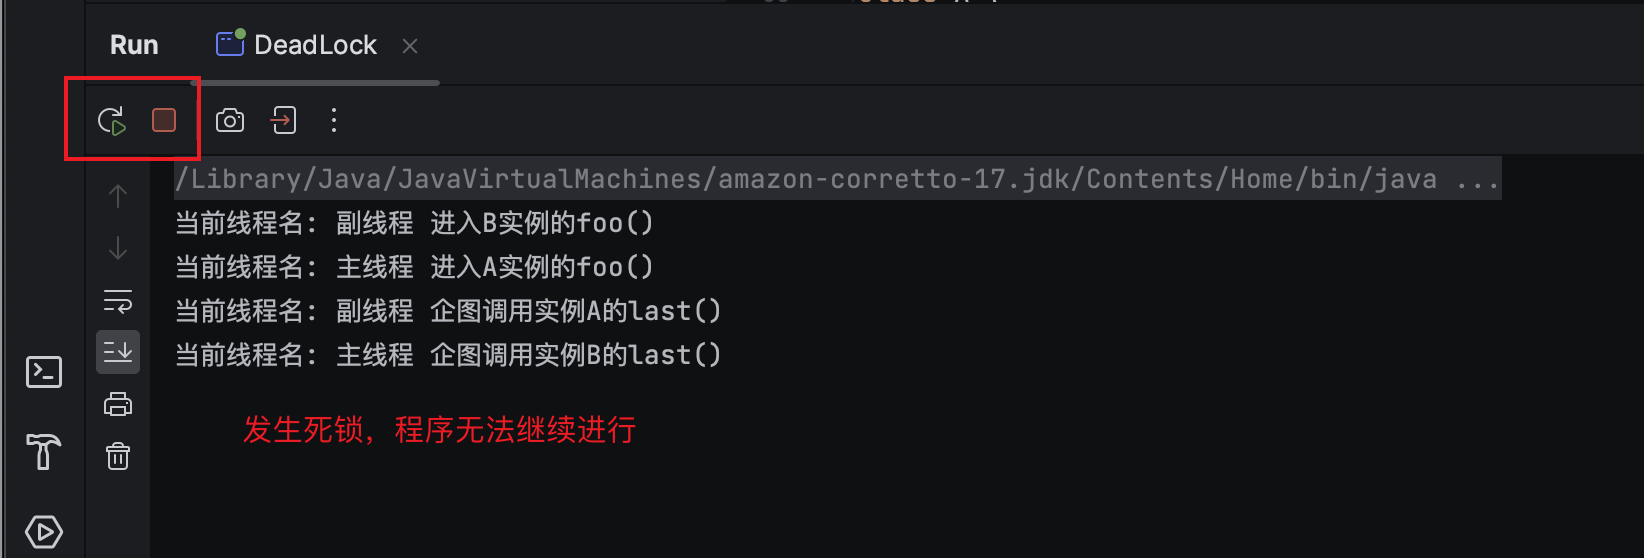 Run DeadLock
/Library/Java/JavaVirtualMachines/amazon-corretto-17.jdk/Contents/Home/bin/java ...
当前线程名: 副线程 进入B实例的foo()
当前线程名: 主线程 进入A实例的foo()
当前线程名: 副线程 企图调用实例A的last()
当前线程名: 主线程 企图调用实例B的last()
发生死锁，程序无法继续进行